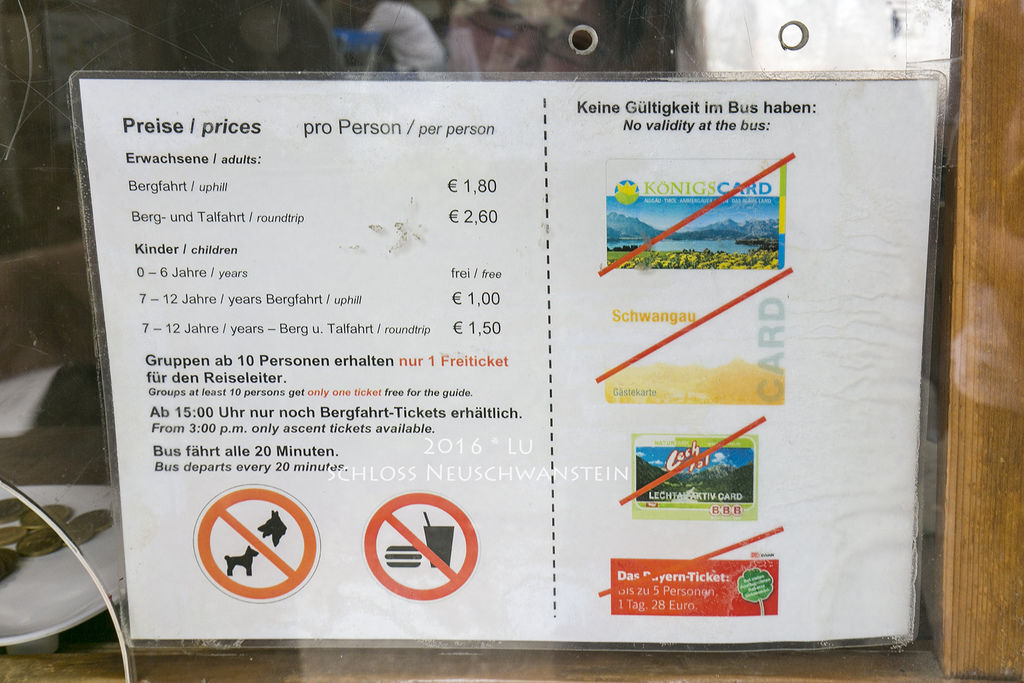 Preise / prices pro Person / per person
Erwachsene / adults:
Bergfahrt / uphill € 1,80
Berg- und Talfahrt / roundtrip € 2,60
Kinder / children
0 – 6 Jahre / years frei / free
7 – 12 Jahre / years Bergfahrt / uphill € 1,00
7 – 12 Jahre / years – Berg u. Talfahrt / roundtrip € 1,50
Gruppen ab 10 Personen erhalten nur 1 Freiticket
für den Reiseleiter.
Groups at least 10 persons get only one ticket free for the guide.
Ab 15:00 Uhr nur noch Bergfahrt-Tickets erhältlich.
From 3:00 p.m. only ascent tickets available.
Bus fährt alle 20 Minuten.
Bus departs every 20 minutes.
2016 * LU
SCHLOSS NEUSCHWANSTEIN
Keine Gültigkeit im Bus haben:
No validity at the bus:
KÖNIGSCARD
Schwangau
CARD
Gästekarte
Lech
LECHTAL AKTIV CARD
BBB
Das Bayern-Ticket:
bis zu 5 Personen,
1 Tag, 28 Euro.